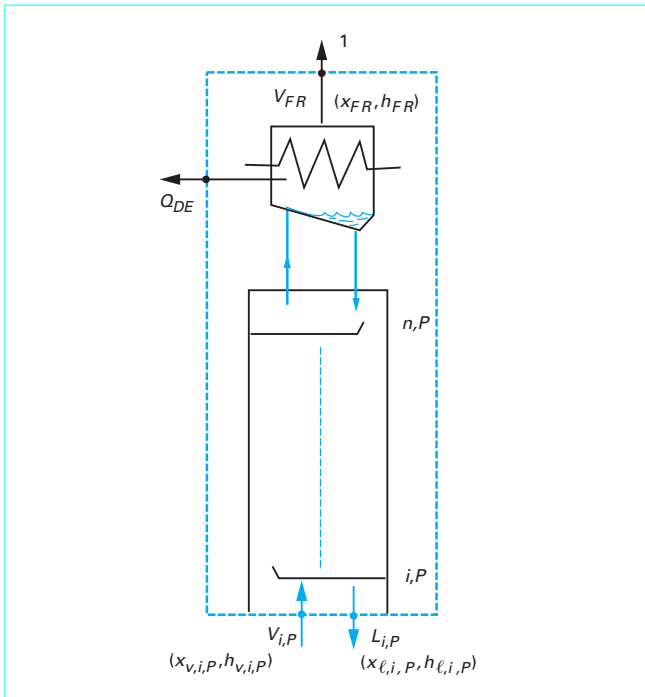 1
V_FR (x_FR, h_FR)
Q_DE
n,P
i,P
V_i,P L_i,P
(x_v,i,P, h_v,i,P) (x_ℓ,i,P, h_ℓ,i,P)